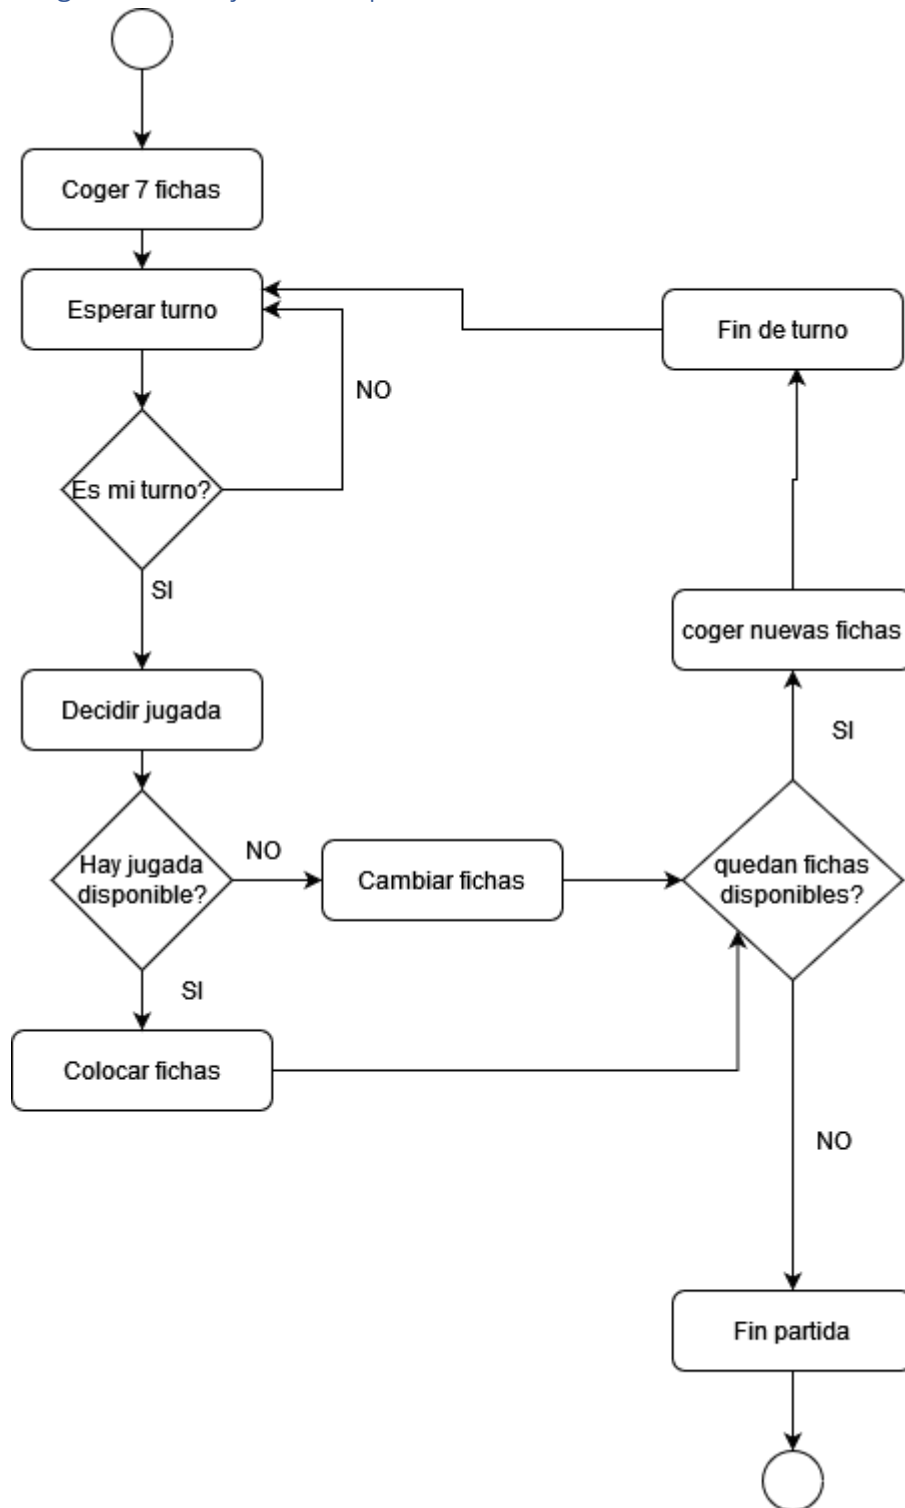 Coger 7 fichas
Esperar turno
Fin de turno
NO
Es mi turno?
SI
coger nuevas fichas
Decidir jugada
SI
Hay jugada
disponible?
NO
Cambiar fichas
quedan fichas
disponibles?
SI
Colocar fichas
NO
Fin partida